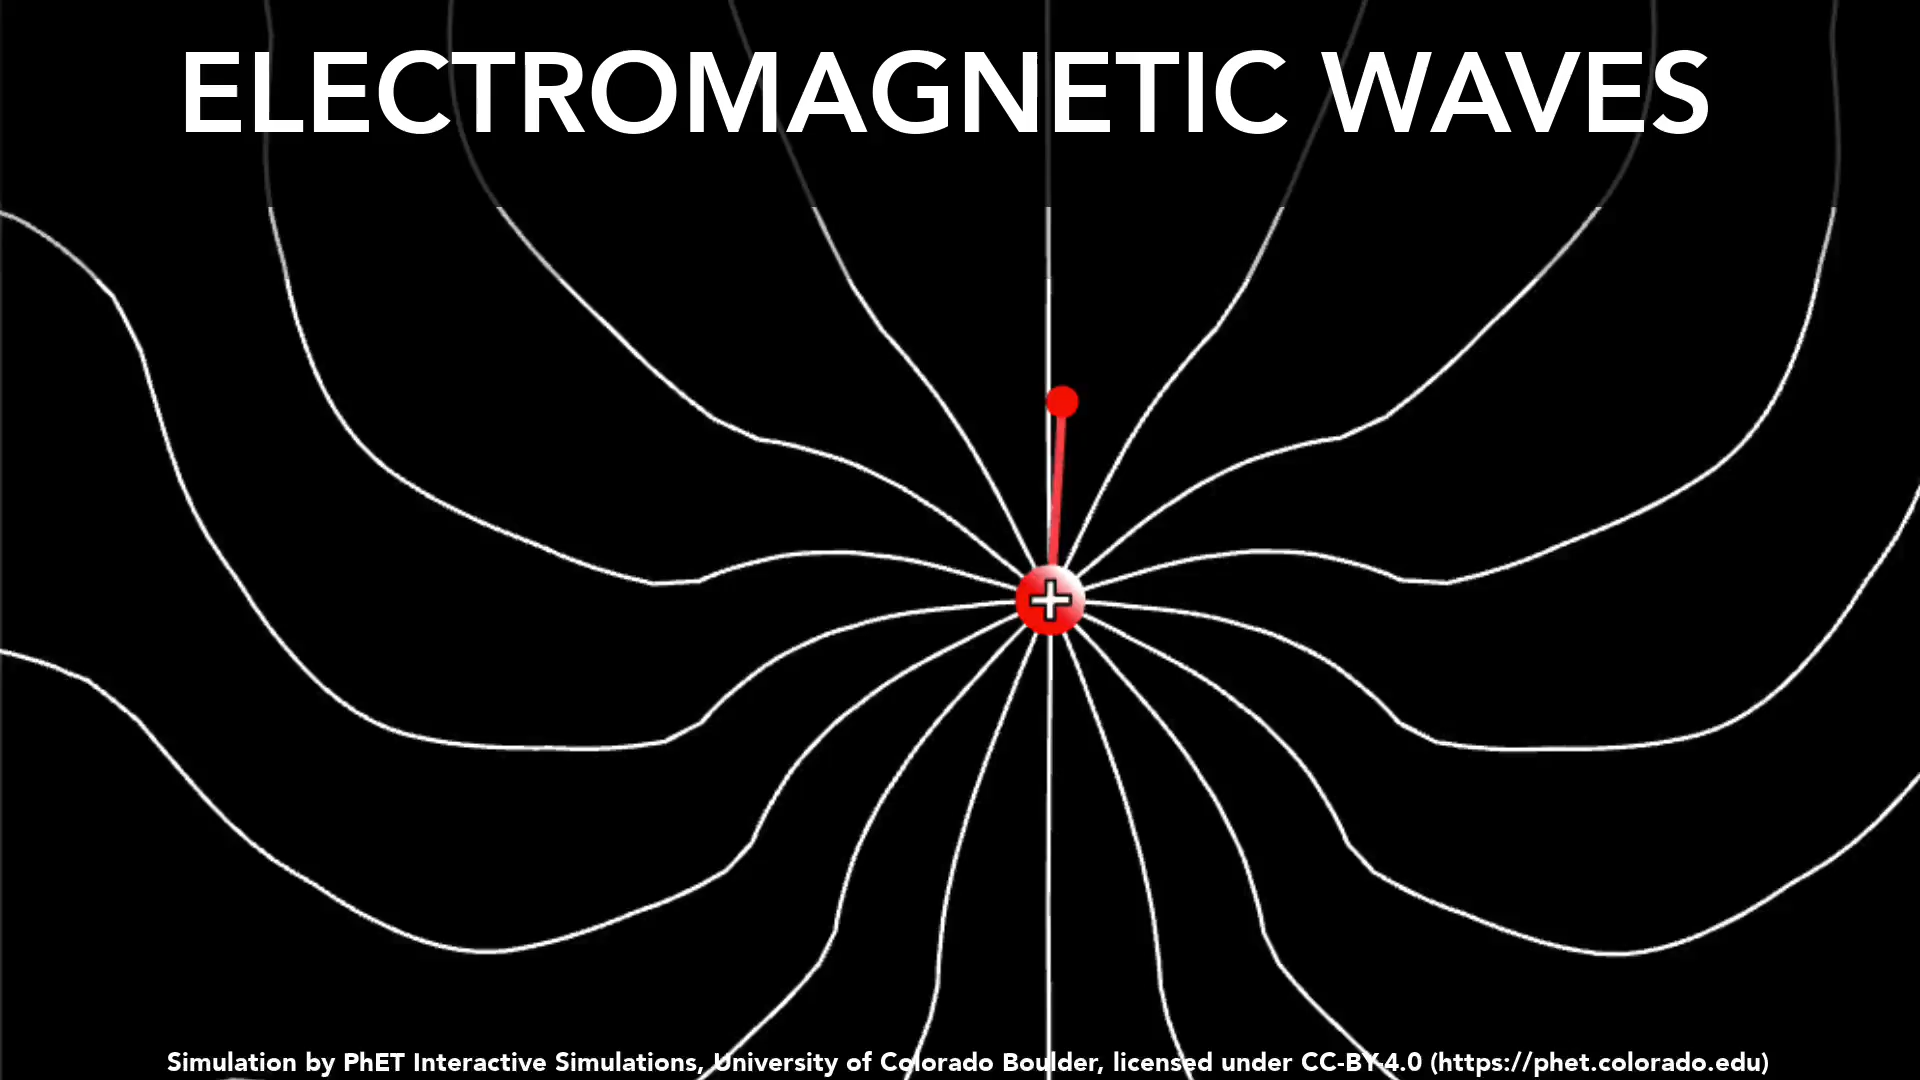 ELECTROMAGNETIC WAVES
+
Simulation by PhET Interactive Simulations, University of Colorado Boulder, licensed under CC-BY-4.0 (https://phet.colorado.edu)